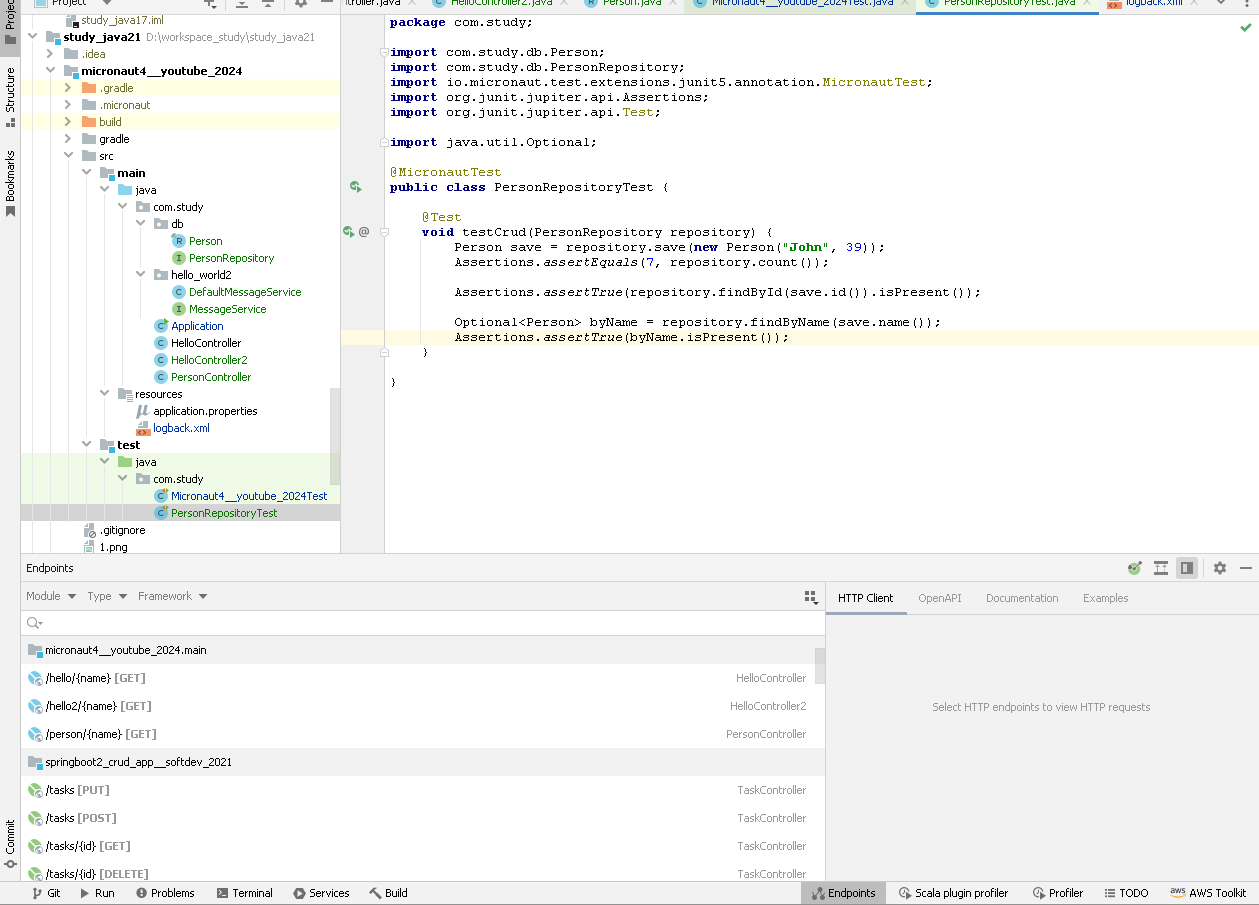 Project
ntroller.java
HelloController2.java
Person.java
Micronaut4__youtube_2024Test.java
PersonRepositoryTest.java
logback.xml
Project
Structure
Bookmarks
Commit
study_java17.iml
study_java21 D:\workspace_study\study_java21
.idea
micronaut4__youtube_2024
.gradle
.micronaut
build
gradle
src
main
java
com.study
db
Person
PersonRepository
hello_world2
DefaultMessageService
MessageService
Application
HelloController
HelloController2
PersonController
resources
application.properties
logback.xml
test
java
com.study
Micronaut4__youtube_2024Test
PersonRepositoryTest
.gitignore
1.png
package com.study;
import com.study.db.Person;
import com.study.db.PersonRepository;
import io.micronaut.test.extensions.junit5.annotation.MicronautTest;
import org.junit.jupiter.api.Assertions;
import org.junit.jupiter.api.Test;
import java.util.Optional;
@MicronautTest
public class PersonRepositoryTest {
@Test
void testCrud(PersonRepository repository) {
Person save = repository.save(new Person("John", 39));
Assertions.assertEquals(7, repository.count());
Assertions.assertTrue(repository.findById(save.id()).isPresent());
Optional<Person> byName = repository.findByName(save.name());
Assertions.assertTrue(byName.isPresent());
}
}
Endpoints
Module Type Framework
micronaut4__youtube_2024.main
/hello/{name} [GET] HelloController
/hello2/{name} [GET] HelloController2
/person/{name} [GET] PersonController
springboot2_crud_app__softdev_2021
/tasks [PUT] TaskController
/tasks [POST] TaskController
/tasks/{id} [GET] TaskController
/tasks/{id} [DELETE] TaskController
HTTP Client OpenAPI Documentation Examples
Select HTTP endpoints to view HTTP requests
Git Run Problems Terminal Services Build Endpoints Scala plugin profiler Profiler TODO aws AWS Toolkit